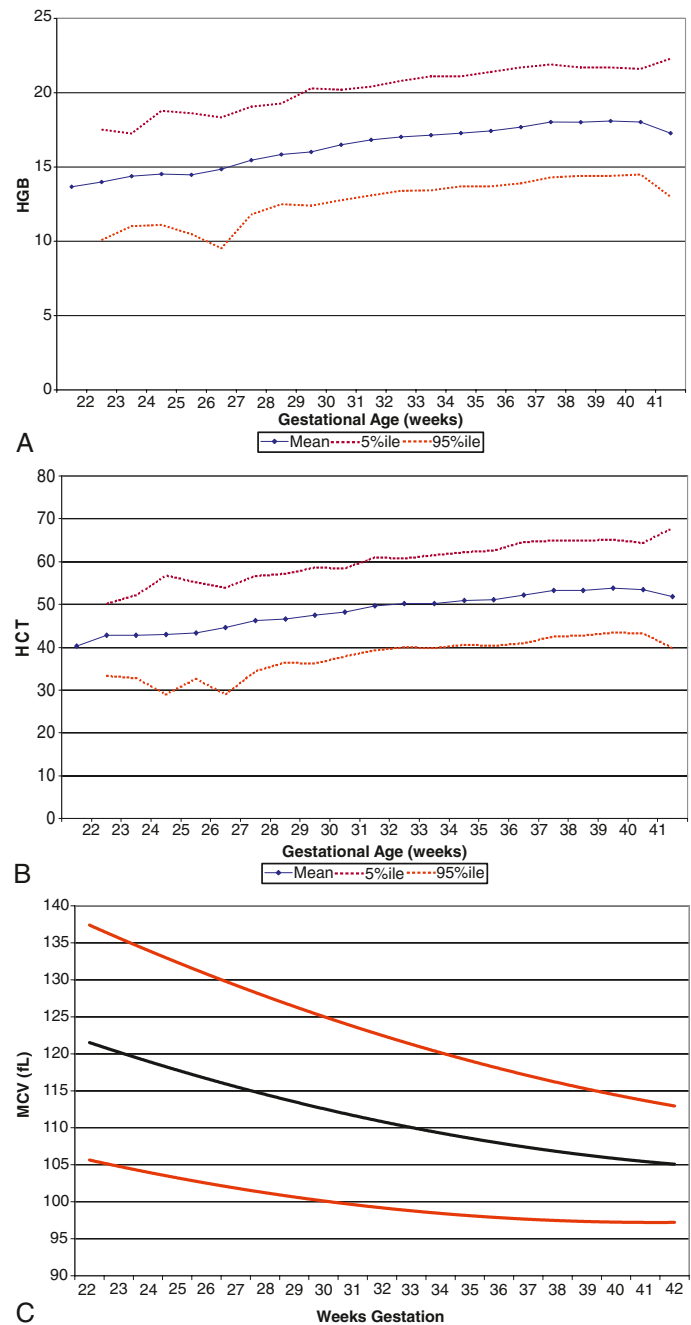 25
20
15
10
5
0
HGB
22 23 24 25 26 27 28 29 30 31 32 33 34 35 36 37 38 39 40 41
Gestational Age (weeks)
A
Mean 5%ile 95%ile
80
70
60
50
40
30
20
10
0
HCT
22 23 24 25 26 27 28 29 30 31 32 33 34 35 36 37 38 39 40 41
Gestational Age (weeks)
B
Mean 5%ile 95%ile
140
135
130
125
120
115
110
105
100
95
90
MCV (fL)
22 23 24 25 26 27 28 29 30 31 32 33 34 35 36 37 38 39 40 41 42
C
Weeks Gestation